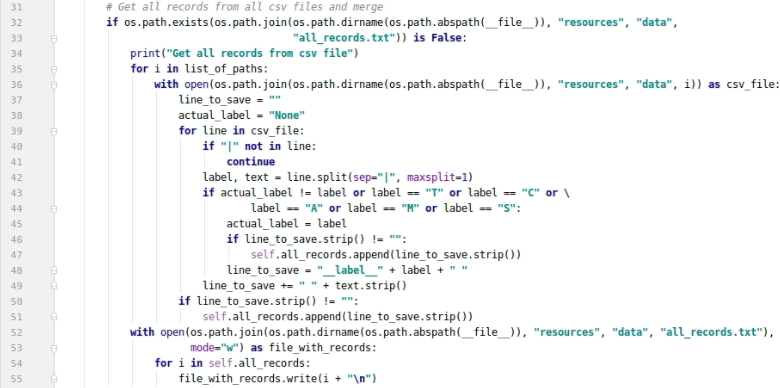 31 # Get all records from all csv files and merge
32 if os.path.exists(os.path.join(os.path.dirname(os.path.abspath(__file__)), "resources", "data",
33 "all_records.txt")) is False:
34 print("Get all records from csv file")
35 for i in list_of_paths:
36 with open(os.path.join(os.path.dirname(os.path.abspath(__file__)), "resources", "data", i)) as csv_file:
37 line_to_save = ""
38 actual_label = "None"
39 for line in csv_file:
40 if "|" not in line:
41 continue
42 label, text = line.split(sep="|", maxsplit=1)
43 if actual_label != label or label == "T" or label == "C" or \
44 label == "A" or label == "M" or label == "S":
45 actual_label = label
46 if line_to_save.strip() != "":
47 self.all_records.append(line_to_save.strip())
48 line_to_save = "__label__" + label + " "
49 line_to_save += " " + text.strip()
50 if line_to_save.strip() != "":
51 self.all_records.append(line_to_save.strip())
52 with open(os.path.join(os.path.dirname(os.path.abspath(__file__)), "resources", "data", "all_records.txt"),
53 mode="w") as file_with_records:
54 for i in self.all_records:
55 file_with_records.write(i + "\n")